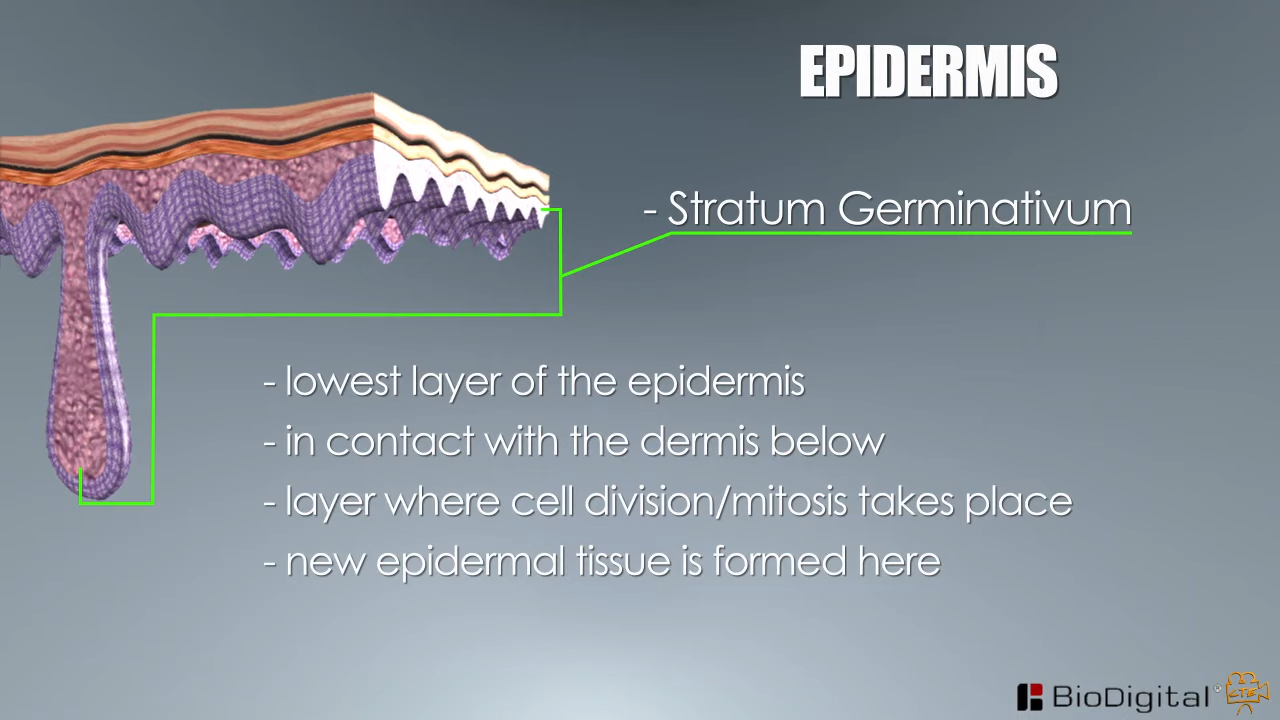 EPIDERMIS
- Stratum Germinativum
- lowest layer of the epidermis
- in contact with the dermis below
- layer where cell division/mitosis takes place
- new epidermal tissue is formed here
BioDigital®
CTE